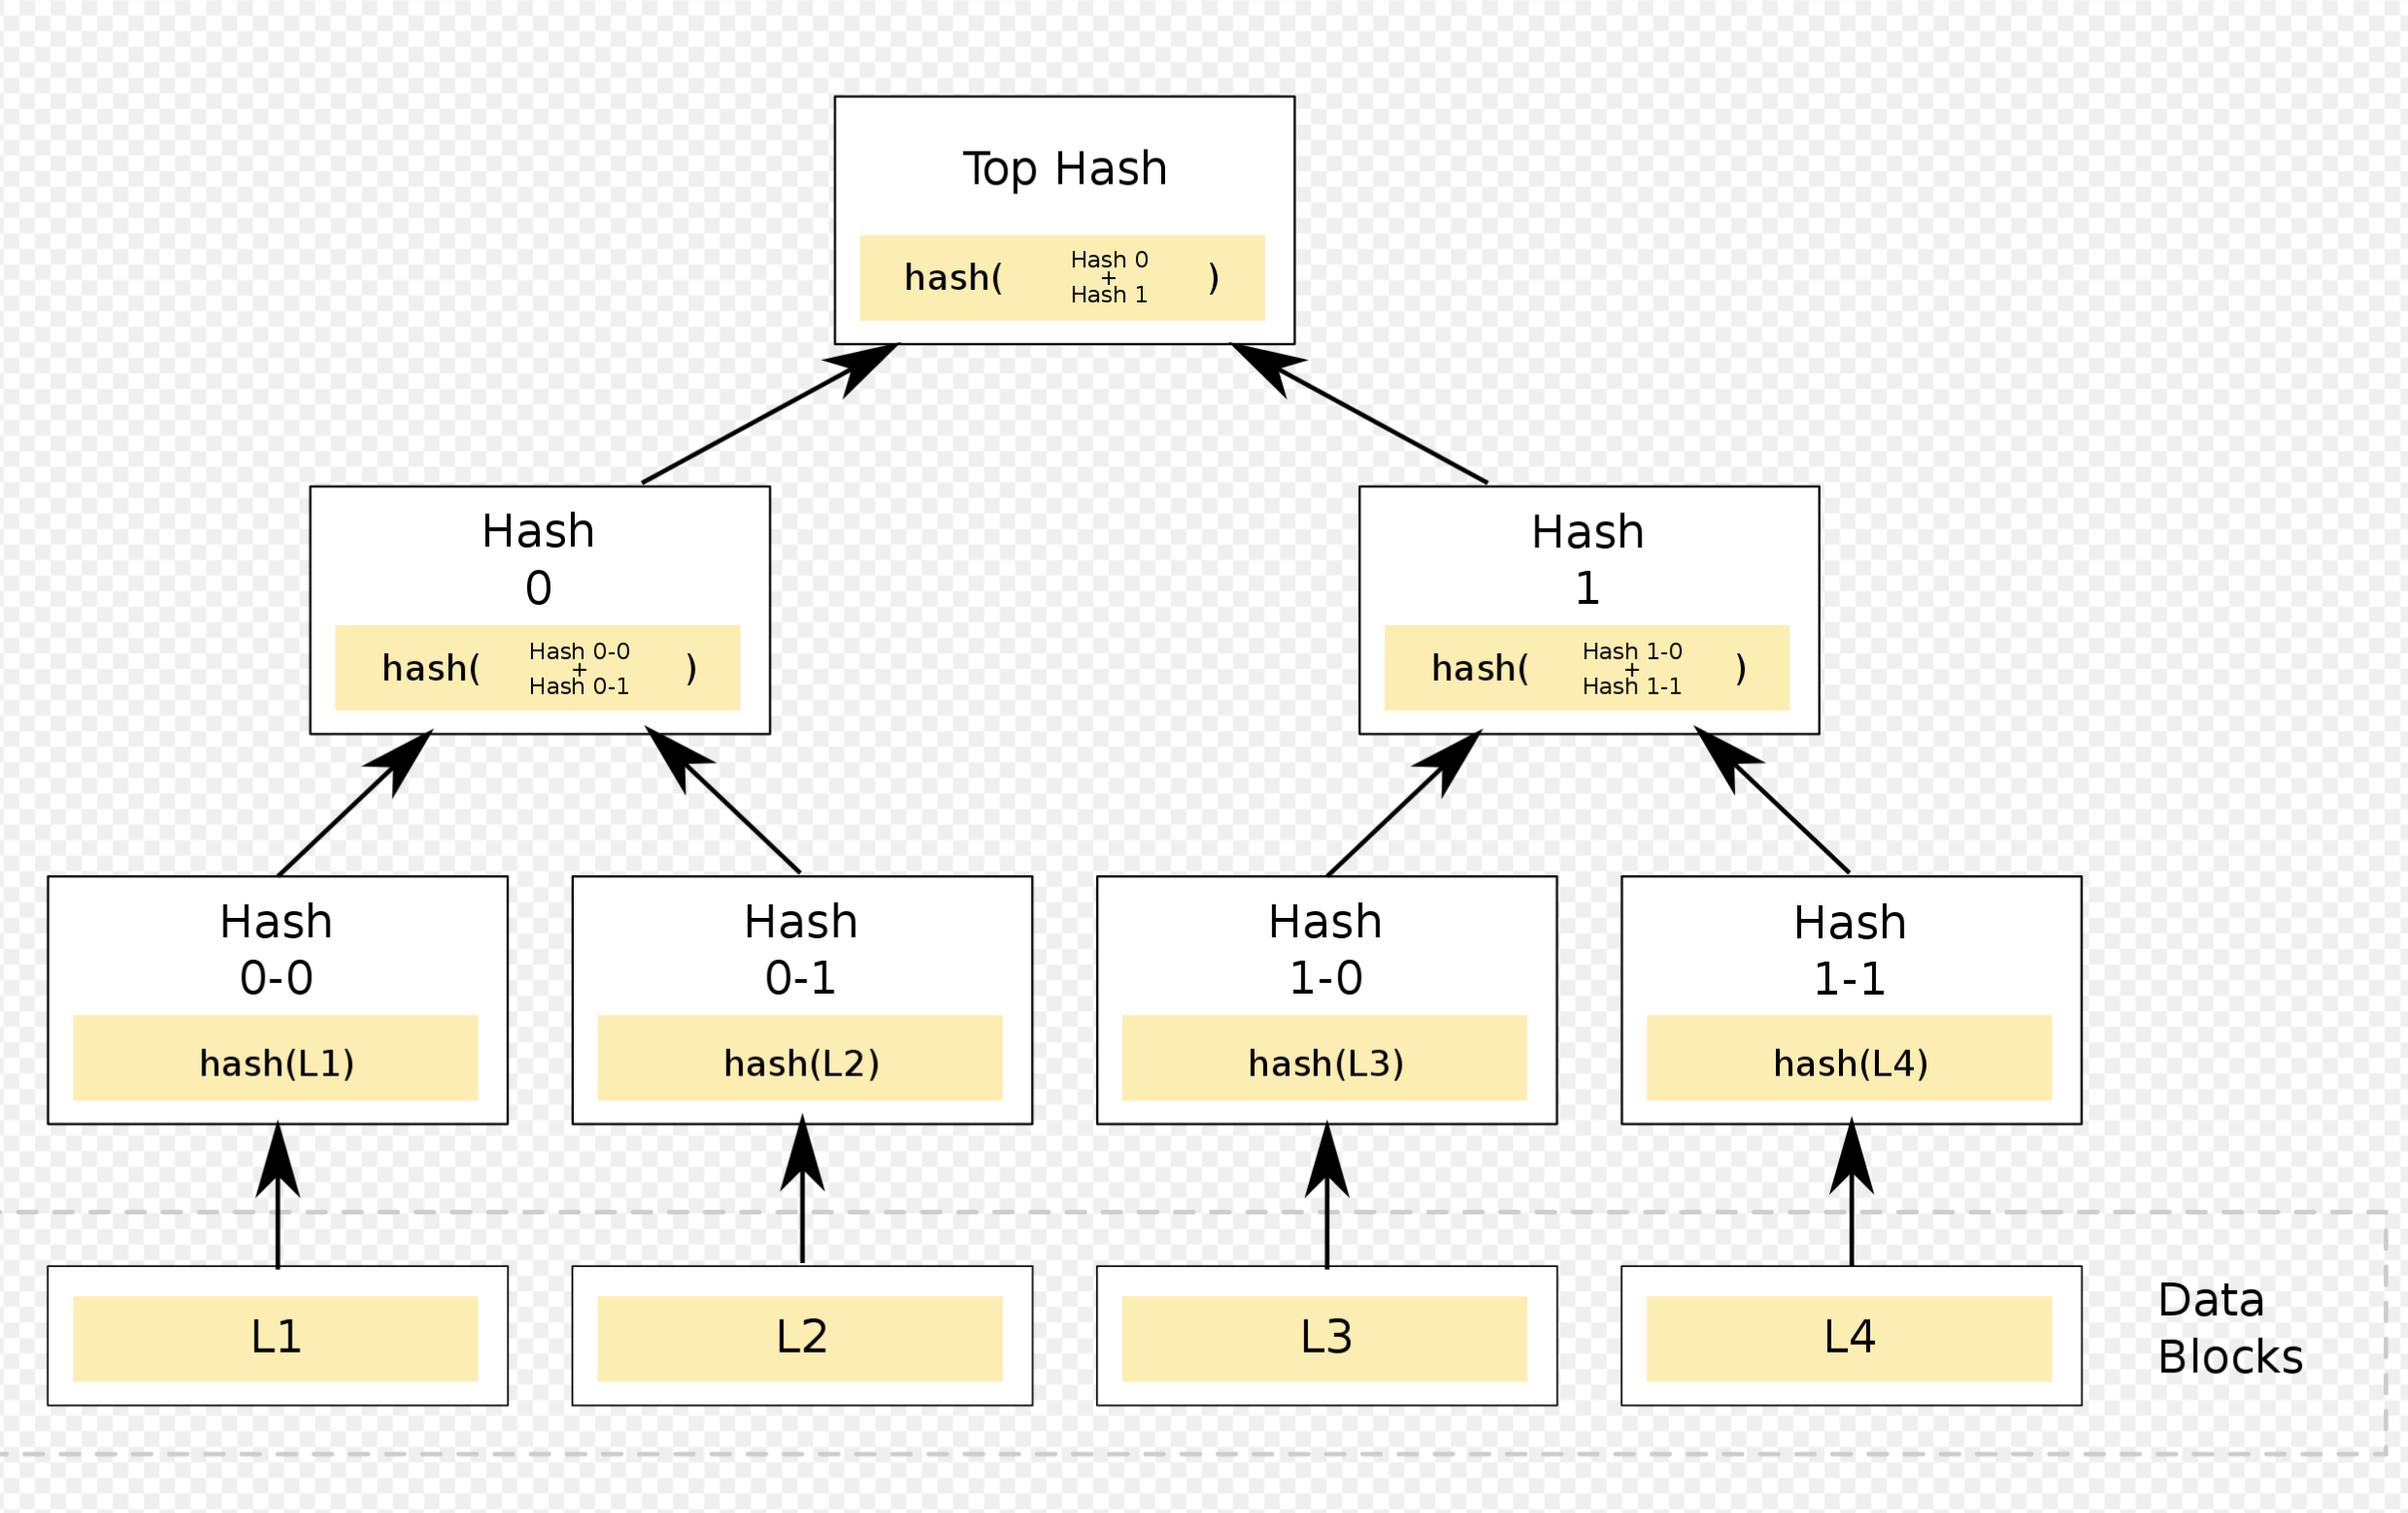 Top Hash
hash( Hash 0 + Hash 1 )
Hash
0
hash( Hash 0-0 + Hash 0-1 )
Hash
1
hash( Hash 1-0 + Hash 1-1 )
Hash
0-0
hash(L1)
Hash
0-1
hash(L2)
Hash
1-0
hash(L3)
Hash
1-1
hash(L4)
L1
L2
L3
L4
Data
Blocks